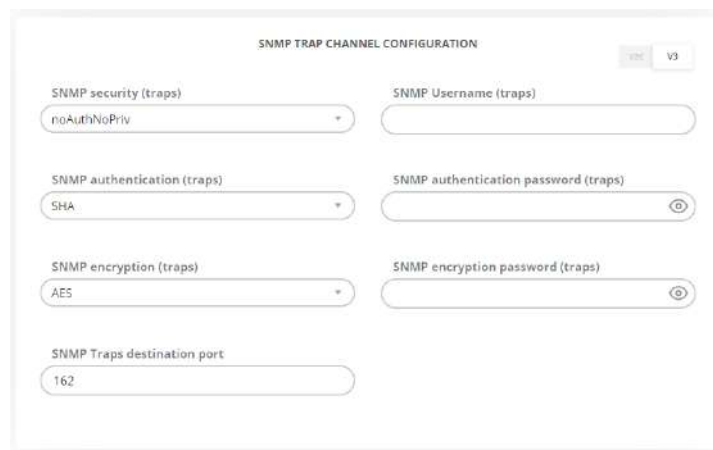 SNMP TRAP CHANNEL CONFIGURATION
V3
SNMP security (traps)
SNMP Username (traps)
noAuthNoPriv
SNMP authentication (traps)
SNMP authentication password (traps)
SHA
SNMP encryption (traps)
SNMP encryption password (traps)
AES
SNMP Traps destination port
162